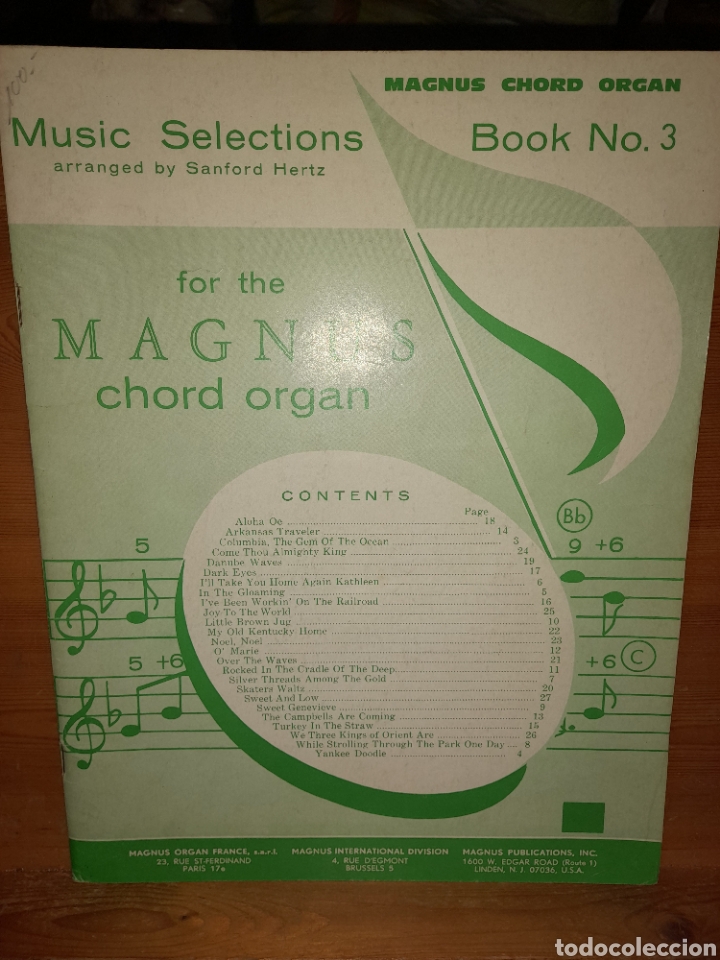 100.-
MAGNUS CHORD ORGAN
Music Selections Book No. 3
arranged by Sanford Hertz
for the
MAGNUS
chord organ
CONTENTS
Page
Aloha Oe 18
Arkansas Traveler 14
Columbia, The Gem Of The Ocean 3
Come Thou Almighty King 24
Danube Waves 19
Dark Eyes 17
I'll Take You Home Again Kathleen 6
In The Gloaming 5
I've Been Workin' On The Railroad 16
Joy To The World 25
Little Brown Jug 10
My Old Kentucky Home 22
Noel, Noel 23
O' Marie 12
Over The Waves 21
Rocked In The Cradle Of The Deep 11
Silver Threads Among The Gold 7
Skaters Waltz 20
Sweet And Low 27
Sweet Genevieve 9
The Campbells Are Coming 13
Turkey In The Straw 15
We Three Kings of Orient Are 26
While Strolling Through The Park One Day 8
Yankee Doodle 4
Bb
5 9 +6
5 +6 +6 C
MAGNUS ORGAN FRANCE, s.a.r.l. MAGNUS INTERNATIONAL DIVISION MAGNUS PUBLICATIONS, INC.
23, RUE ST-FERDINAND 4, RUE D'EGMONT 1600 W. EDGAR ROAD (Route 1)
PARIS 17e BRUSSELS 5 LINDEN, N. J. 07036, U.S.A.
todocoleccion